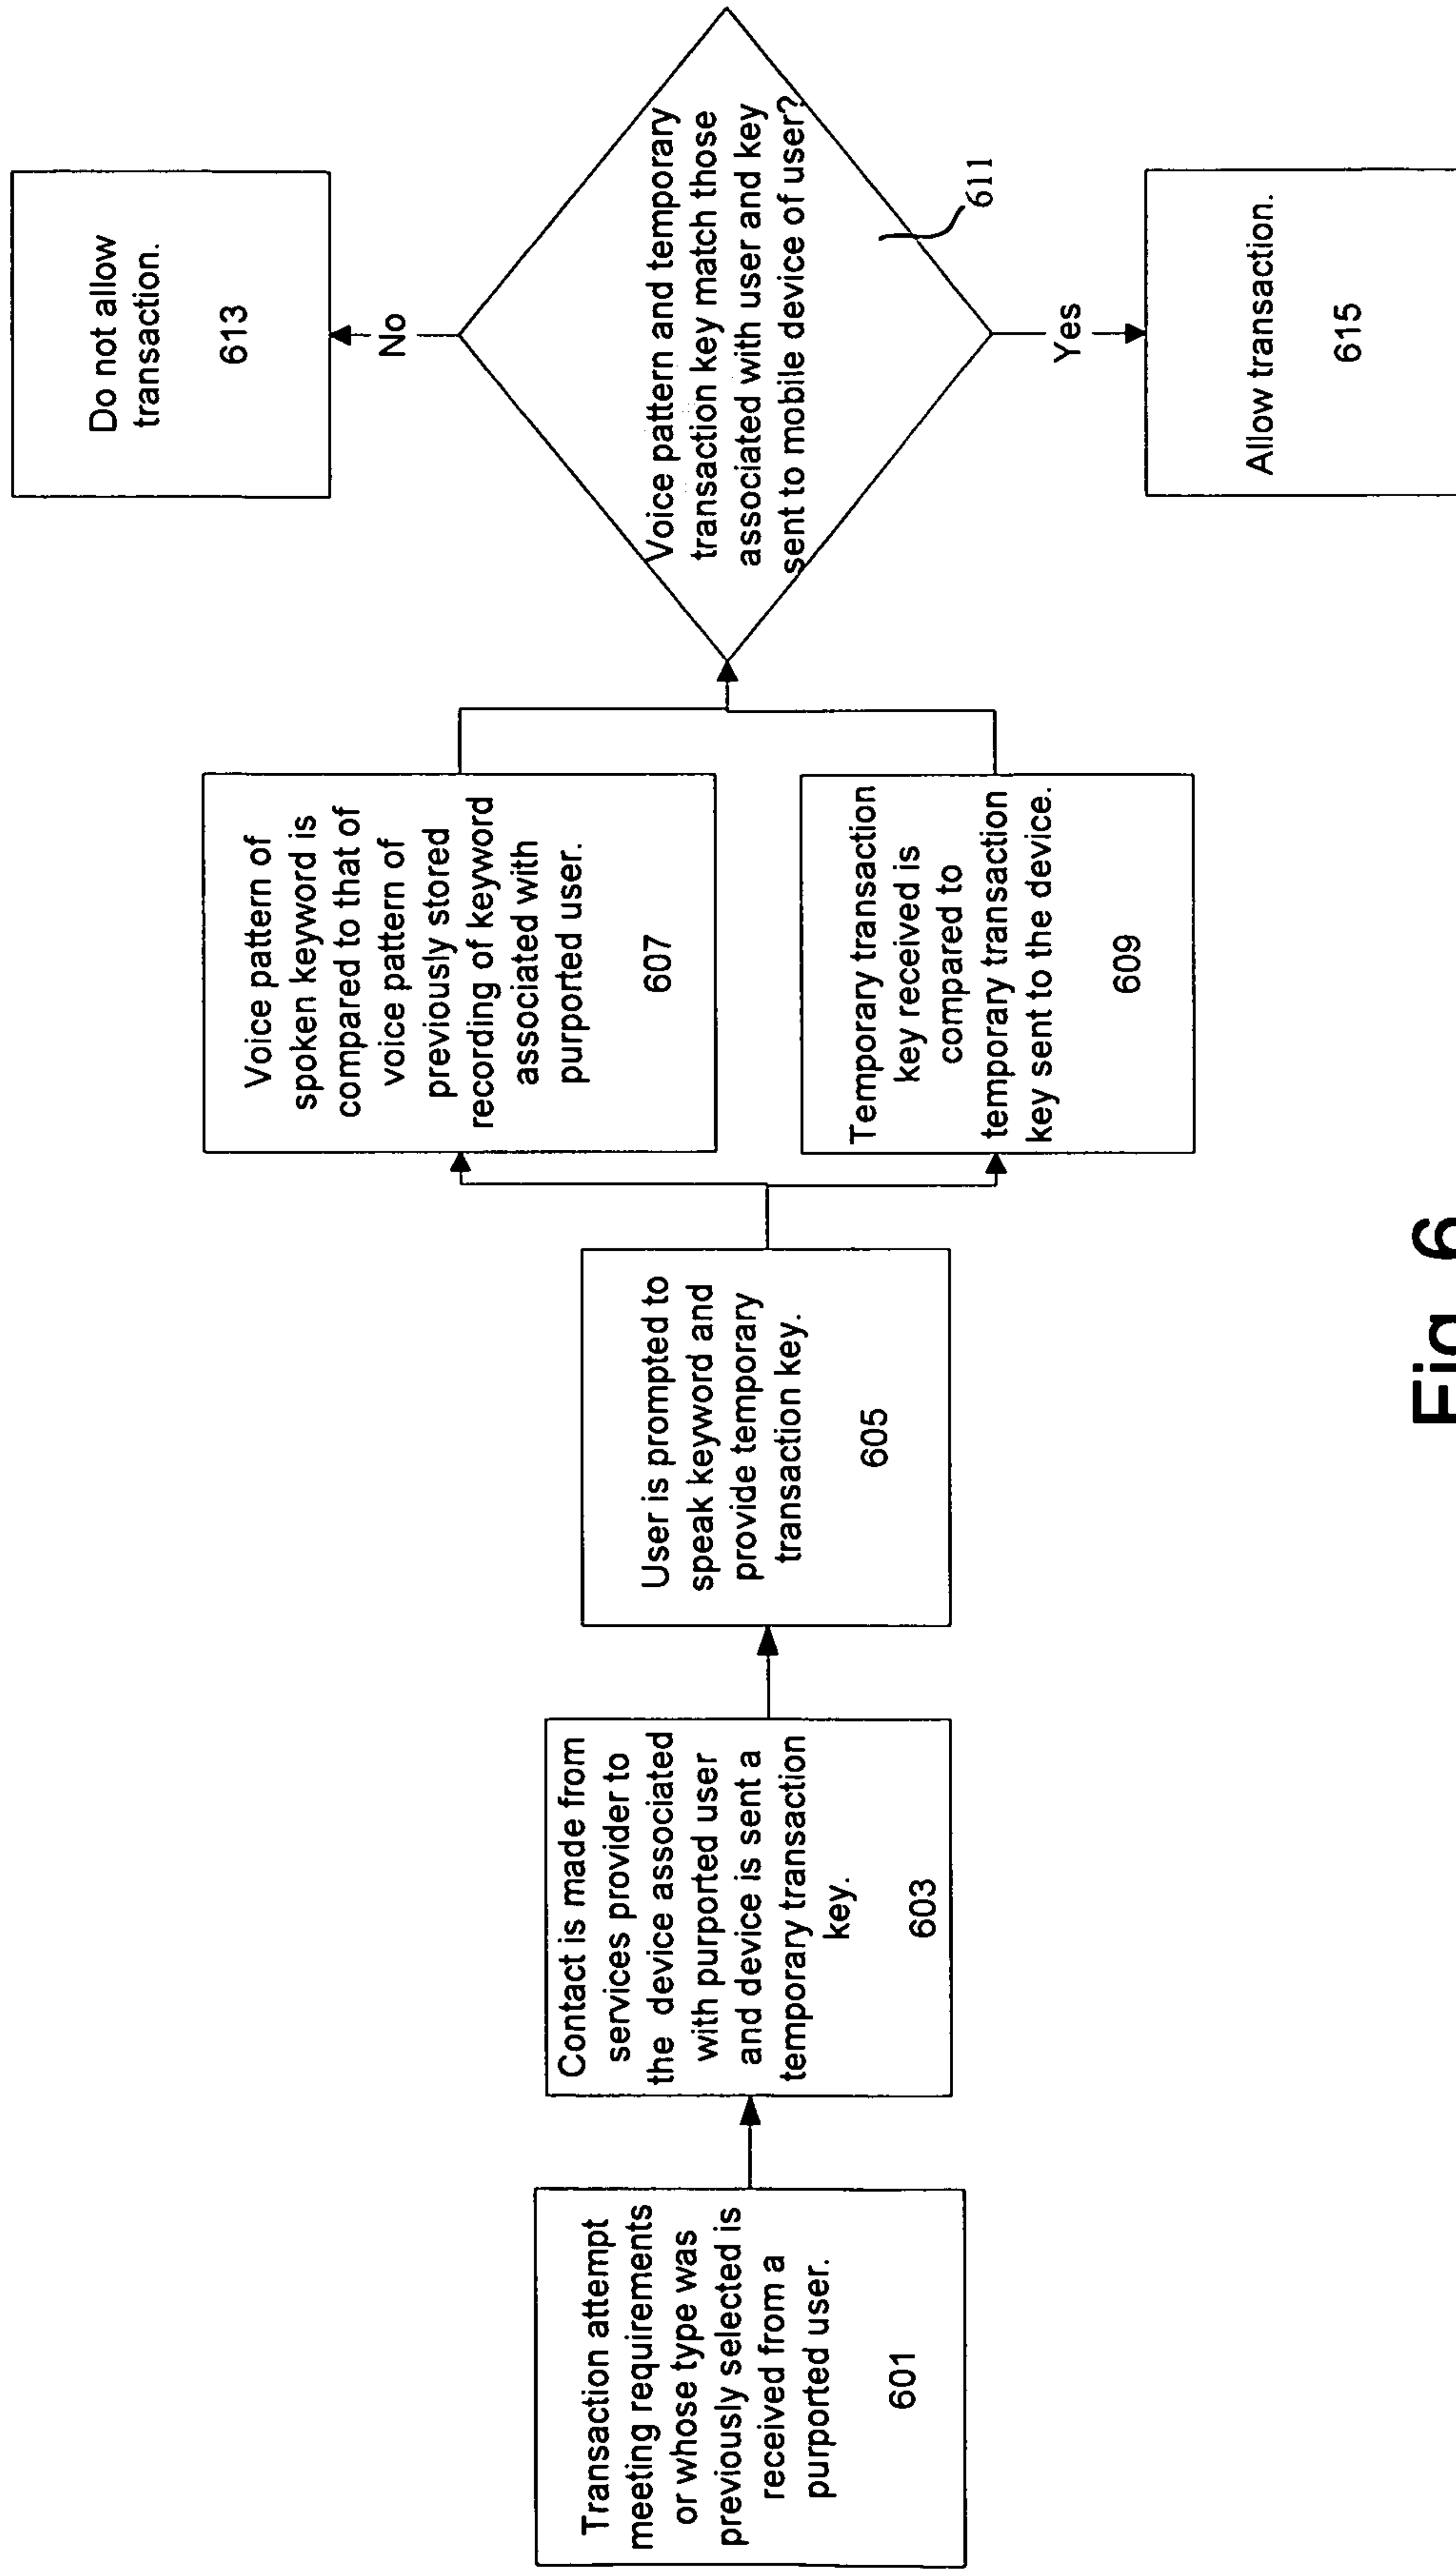 Transaction attempt
meeting requirements
or whose type was
previously selected is
received from a
purported user.
601
Contact is made from
services provider to
the device associated
with purported user
and device is sent a
temporary transaction
key.
603
User is prompted to
speak keyword and
provide temporary
transaction key.
605
Voice pattern of
spoken keyword is
compared to that of
voice pattern of
previously stored
recording of keyword
associated with
purported user.
607
Temporary transaction
key received is
compared to
temporary transaction
key sent to the device.
609
Voice pattern and temporary
transaction key match those
associated with user and key
sent to mobile device of user?
611
No
Do not allow
transaction.
613
Yes
Allow transaction.
615
Fig. 6